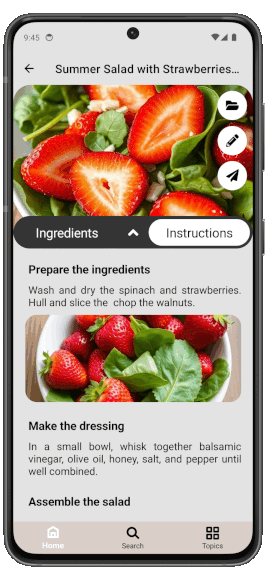 9:45
Summer Salad with Strawberries...
Ingredients
Instructions
Prepare the ingredients
Wash and dry the spinach and strawberries.
Hull and slice the  chop the walnuts.
Make the dressing
In a small bowl, whisk together balsamic
vinegar, olive oil, honey, salt, and pepper until
well combined.
Assemble the salad
Home
Search
Topics